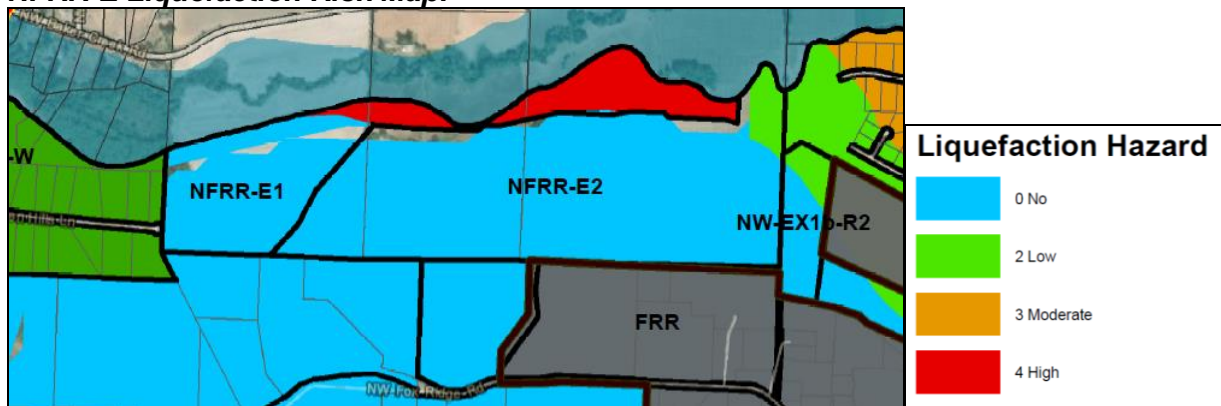 Liquefaction Hazard
-W
NFRR-E1
NFRR-E2
0 No
NW-EX1b-R2
2 Low
FRR
3 Moderate
NW-Fox-Ridge-Rd
4 High